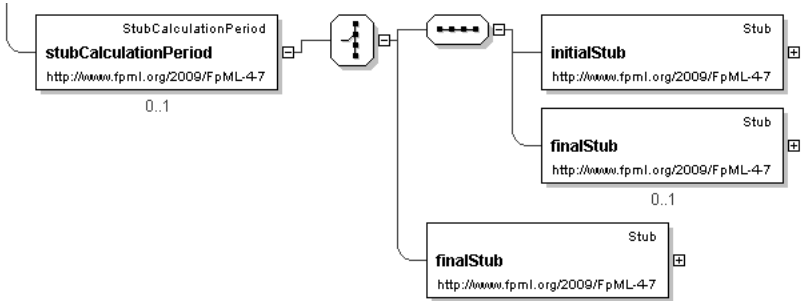 StubCalculationPeriod
stubCalculationPeriod
http://www.fpml.org/2009/FpML-4-7
0..1
Stub
initialStub
http://www.fpml.org/2009/FpML-4-7
Stub
finalStub
http://www.fpml.org/2009/FpML-4-7
0..1
Stub
finalStub
http://www.fpml.org/2009/FpML-4-7